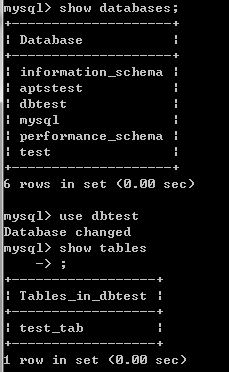 mysql> show databases;
+--------------------+
| Database           |
+--------------------+
| information_schema |
| aptstest           |
| dbtest             |
| mysql              |
| performance_schema |
| test               |
+--------------------+
6 rows in set (0.00 sec)
mysql> use dbtest
Database changed
mysql> show tables
    -> ;
+------------------+
| Tables_in_dbtest |
+------------------+
| test_tab         |
+------------------+
1 row in set (0.00 sec)